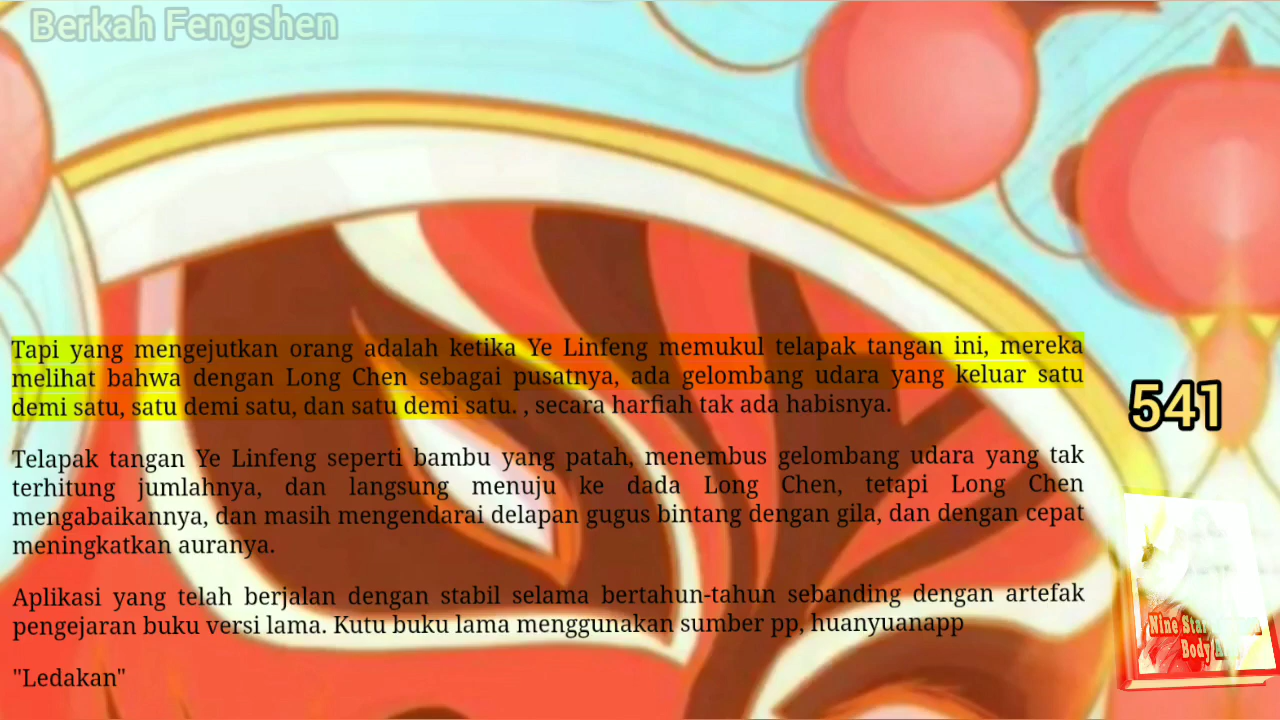 Berkah Fengshen
Tapi yang mengejutkan orang adalah ketika Ye Linfeng memukul telapak tangan ini, mereka
melihat bahwa dengan Long Chen sebagai pusatnya, ada gelombang udara yang keluar satu
demi satu, satu demi satu, dan satu demi satu. , secara harfiah tak ada habisnya.
541
Telapak tangan Ye Linfeng seperti bambu yang patah, menembus gelombang udara yang tak
terhitung jumlahnya, dan langsung menuju ke dada Long Chen, tetapi Long Chen
mengabaikannya, dan masih mengendarai delapan gugus bintang dengan gila, dan dengan cepat
meningkatkan auranya.
Aplikasi yang telah berjalan dengan stabil selama bertahun-tahun sebanding dengan artefak
pengejaran buku versi lama. Kutu buku lama menggunakan sumber pp, huanyuanapp
"Ledakan"
Nine Star
Body